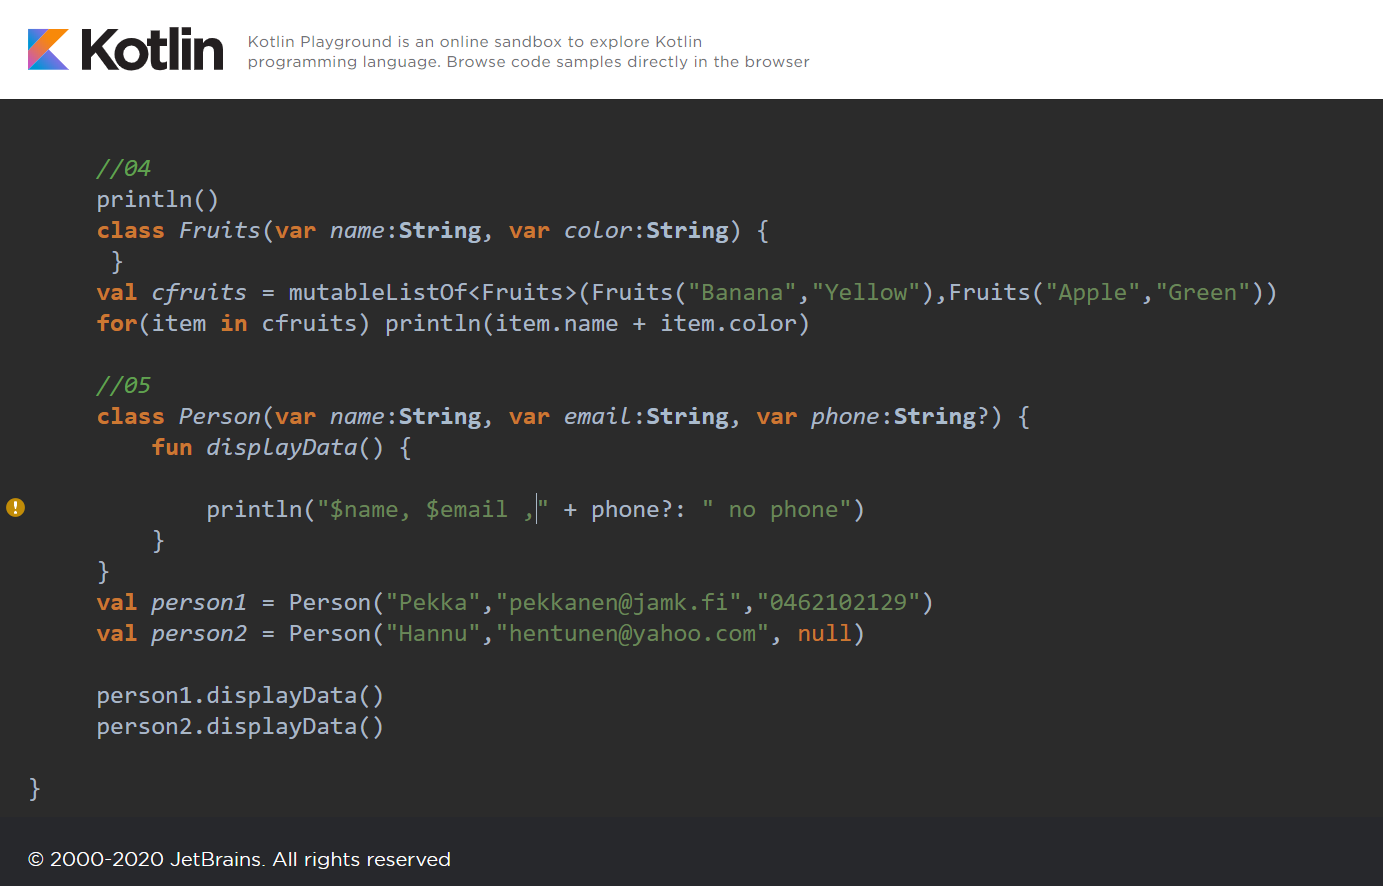 Kotlin
Kotlin Playground is an online sandbox to explore Kotlin
programming language. Browse code samples directly in the browser
//04
println()
class Fruits(var name:String, var color:String) {
}
val cfruits = mutableListOf<Fruits>(Fruits("Banana","Yellow"),Fruits("Apple","Green"))
for(item in cfruits) println(item.name + item.color)
//05
class Person(var name:String, var email:String, var phone:String?) {
fun displayData() {
println("$name, $email ," + phone?: " no phone")
}
}
val person1 = Person("Pekka","pekkanen@jamk.fi","0462102129")
val person2 = Person("Hannu","hentunen@yahoo.com", null)
person1.displayData()
person2.displayData()
}
© 2000-2020 JetBrains. All rights reserved